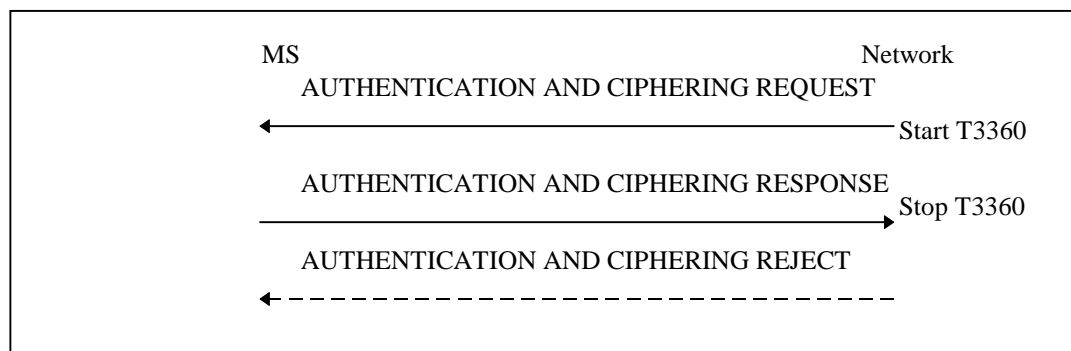 MS Network
AUTHENTICATION AND CIPHERING REQUEST
Start T3360
AUTHENTICATION AND CIPHERING RESPONSE
Stop T3360
AUTHENTICATION AND CIPHERING REJECT